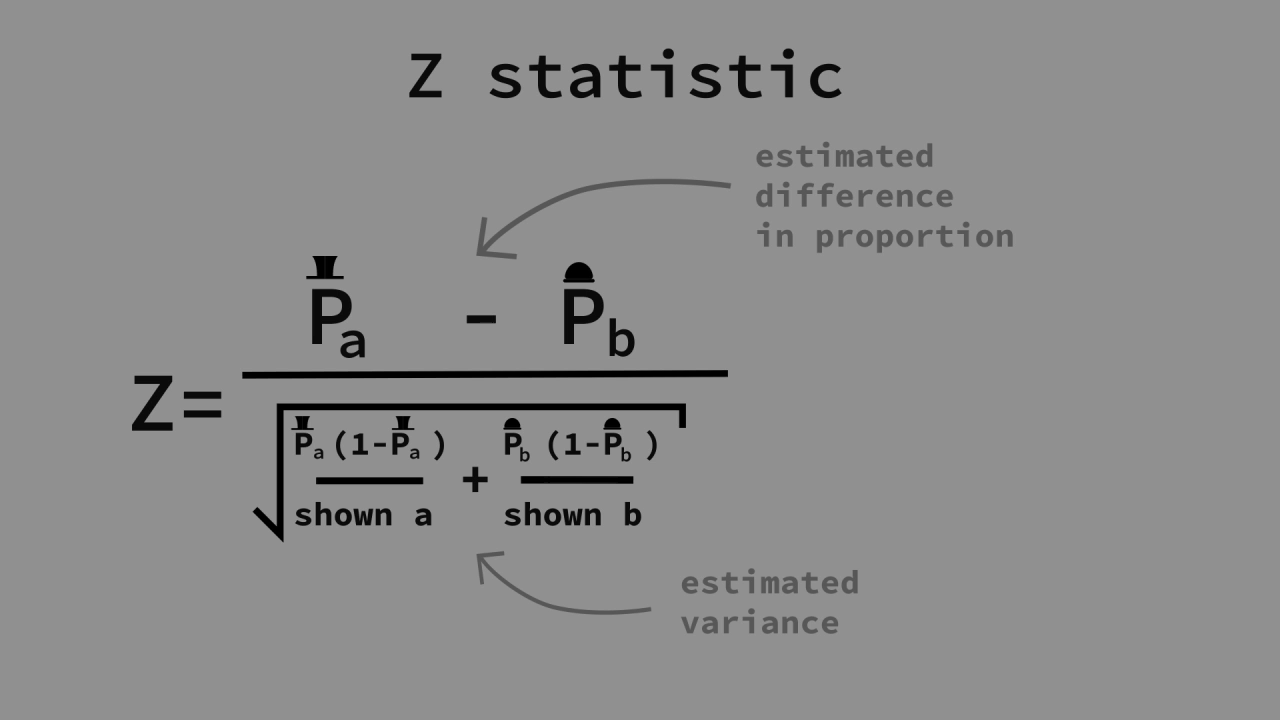 Z statistic
estimated
difference
in proportion
Pa - Pb
Z=
Pa(1-Pa) + Pb(1-Pb)
shown a shown b
estimated
variance